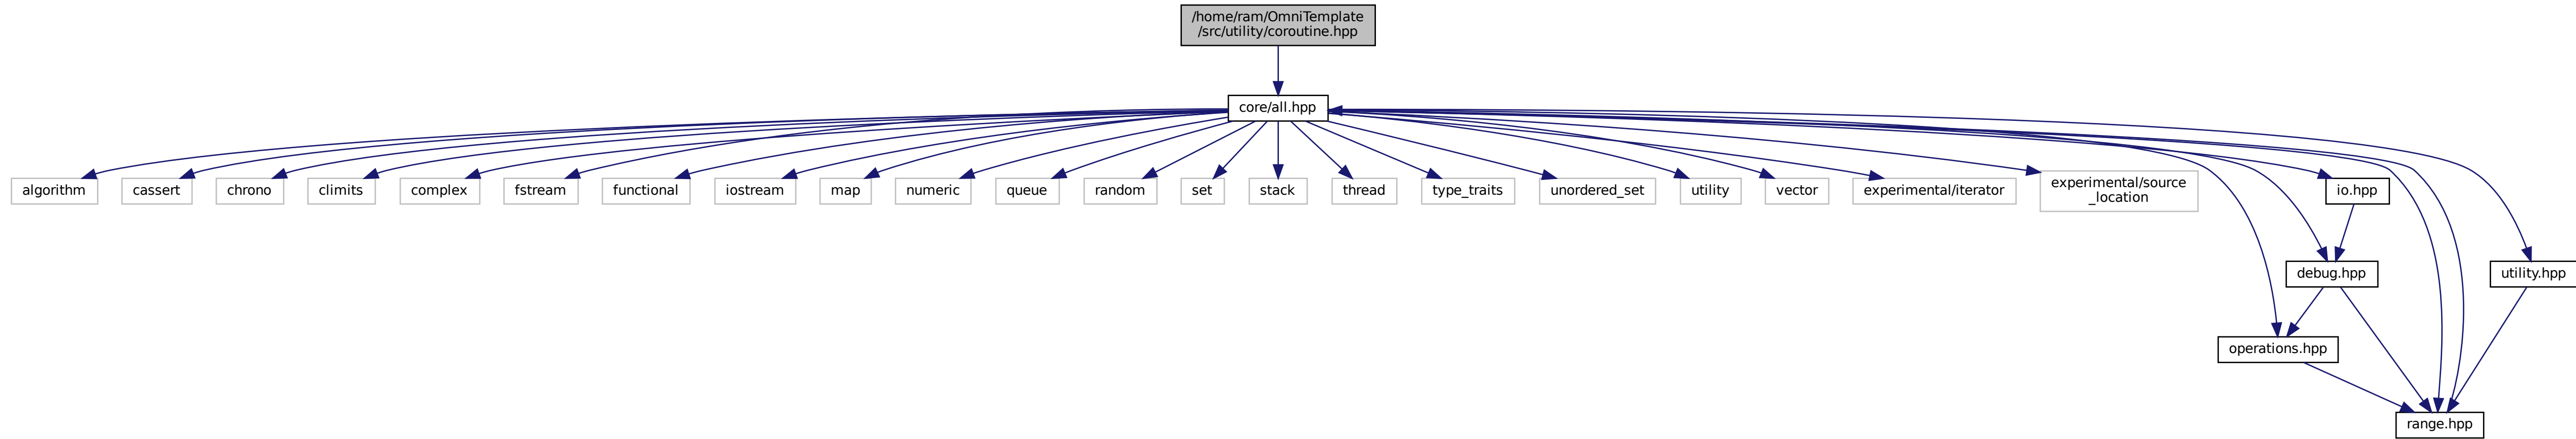 /home/ram/OmniTemplate
/src/utility/coroutine.hpp
core/all.hpp
algorithm
cassert
chrono
climits
complex
fstream
functional
iostream
map
numeric
queue
random
set
stack
thread
type_traits
unordered_set
utility
vector
experimental/iterator
experimental/source
_location
io.hpp
debug.hpp
utility.hpp
operations.hpp
range.hpp